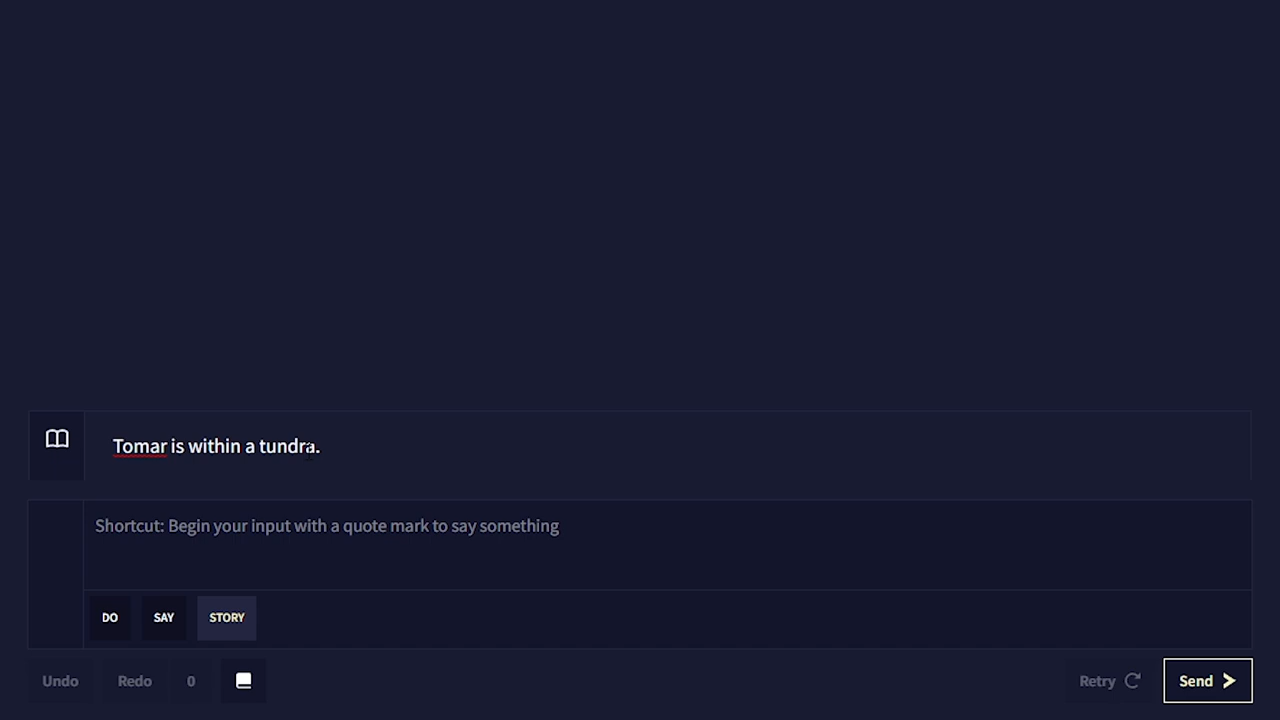 Tomar is within a tundra.
Shortcut: Begin your input with a quote mark to say something
DO SAY STORY
Undo Redo 0 Retry Send